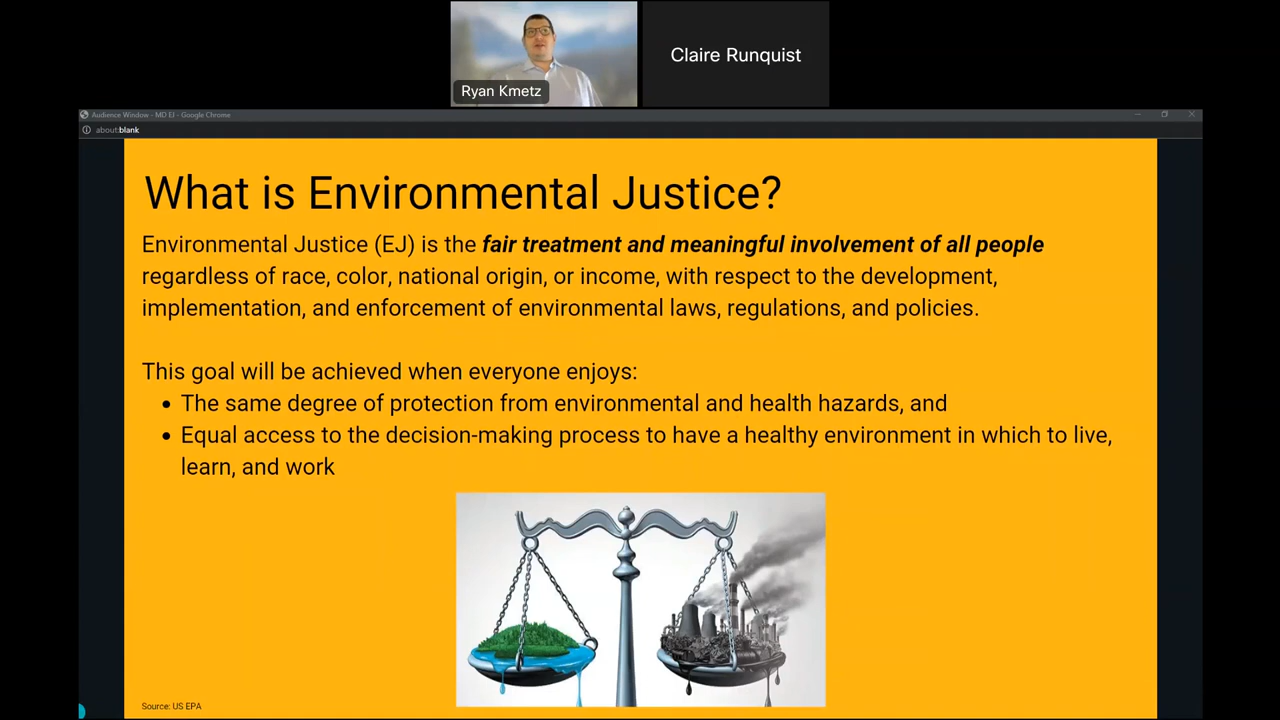 Ryan Kmetz
Claire Runquist
Audience Window - MD EJ - Google Chrome
about:blank
What is Environmental Justice?
Environmental Justice (EJ) is the fair treatment and meaningful involvement of all people
regardless of race, color, national origin, or income, with respect to the development,
implementation, and enforcement of environmental laws, regulations, and policies.
This goal will be achieved when everyone enjoys:
• The same degree of protection from environmental and health hazards, and
• Equal access to the decision-making process to have a healthy environment in which to live,
learn, and work
Source: US EPA